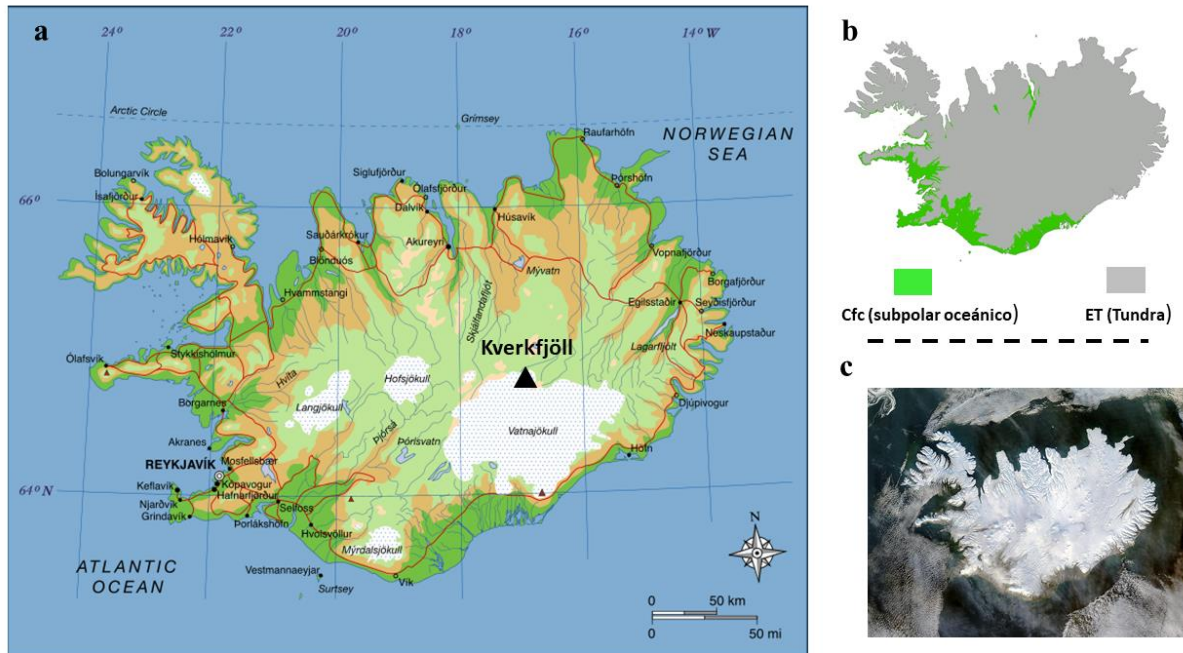 a
24°
22°
20°
18°
16°
14° W
Arctic Circle
Grímsey
NORWEGIAN
SEA
Raufarhöfn
Bolungarvík
Ísafjörður
Siglufjörður
Ólafsfjörður
Þórshöfn
66°
Dalvík
Húsavík
Hólmavík
Sauðárkrókur
Akureyri
Blönduós
Vopnafjörður
Mývatn
Borgafjörður
Hvammstangi
Skjálfandafljót
Egilsstaðir
Seyðisfjörður
Neskaupstaður
Stykkishólmur
Lagarfljót
Ólafsvík
Kverkfjöll
Hvíta
Hofsjökull
Djúpivogur
Langjökull
Borgarnes
Vatnajökull
Þjórsá
Þórisvatn
Akranes
Höfn
REYKJAVÍK
Mosfellsbær
64° N
Keflavík
Kópavogur
Hafnarfjörður
Njarðvík
Selfoss
Grindavík
Þorlákshöfn
Hvolsvöllur
Mýrdalsjökull
N
ATLANTIC
OCEAN
Vestmannaeyjar
Vík
Surtsey
0 50 km
0 50 mi
b
Cfc (subpolar oceánico)
ET (Tundra)
c